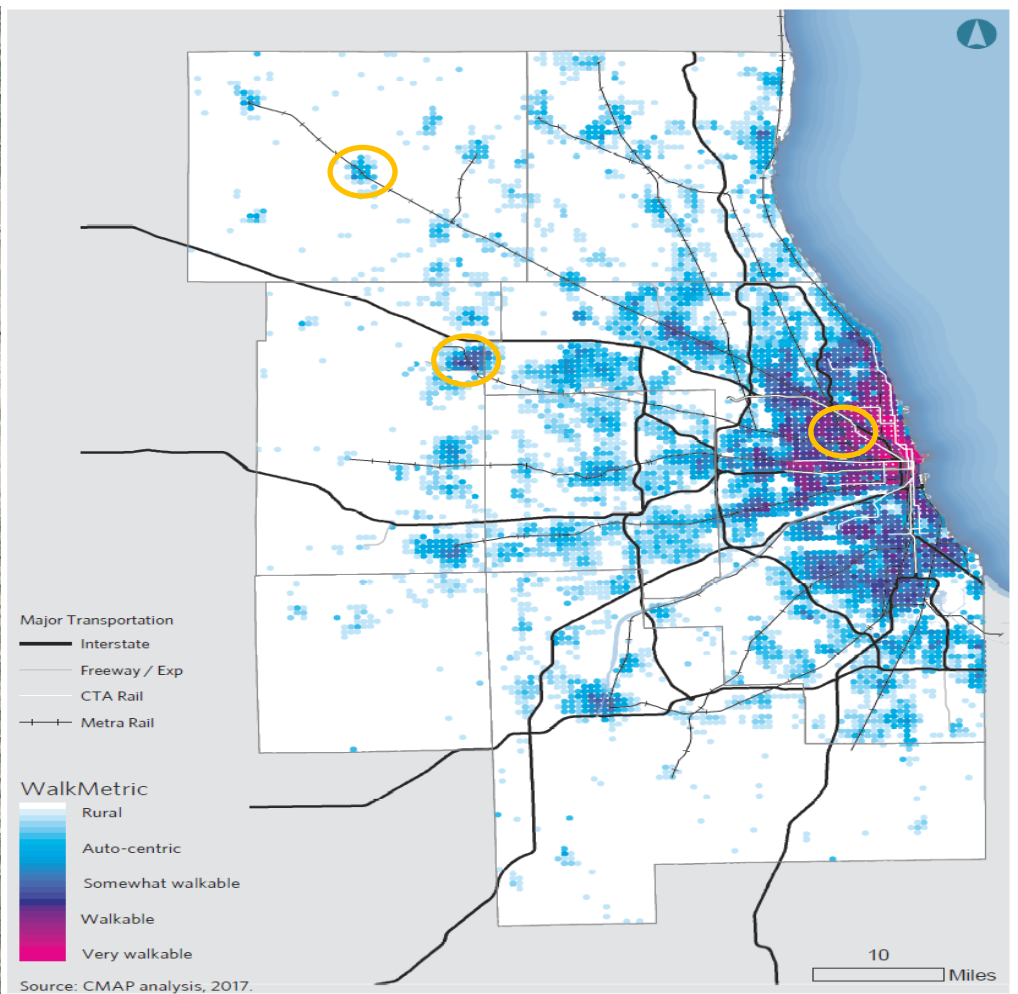 Major Transportation
Interstate
Freeway / Exp
CTA Rail
Metra Rail
WalkMetric
Rural
Auto-centric
Somewhat walkable
Walkable
Very walkable
10
Miles
Source: CMAP analysis, 2017.